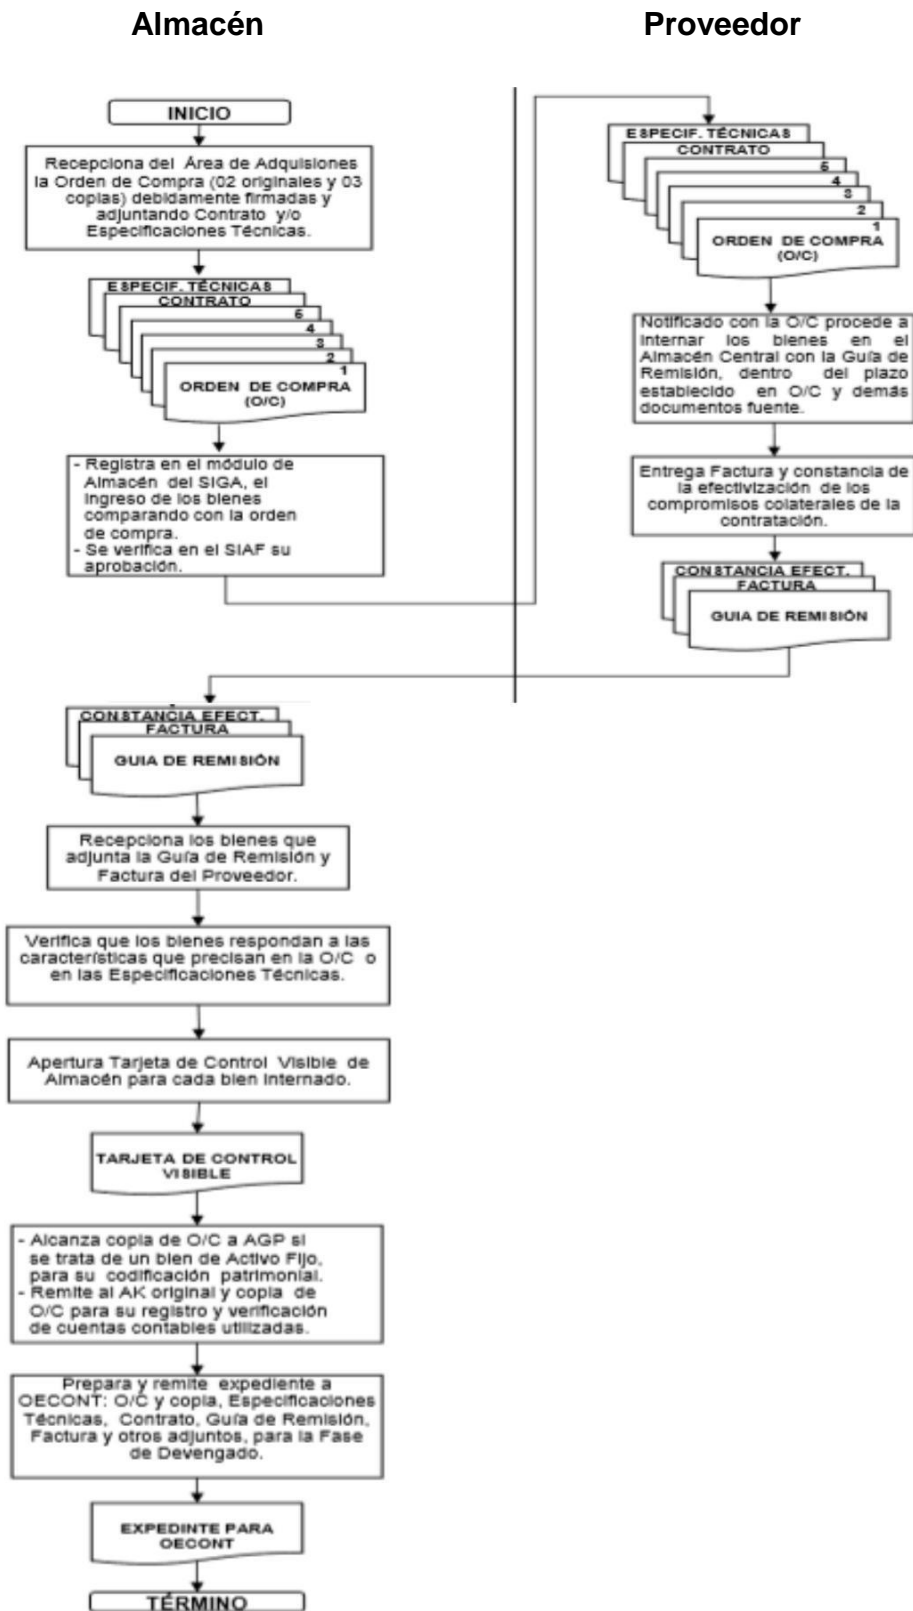 Almacén
Proveedor
INICIO
Recepciona del Área de Adquisiones
la Orden de Compra (02 originales y 03
copias) debidamente firmadas y
adjuntando Contrato y/o
Especificaciones Técnicas.
ESPECIF. TÉCNICAS
CONTRATO
5
4
3
2
1
ORDEN DE COMPRA
(O/C)
- Registra en el módulo de
Almacén del SIGA, el
ingreso de los bienes
comparando con la orden
de compra.
- Se verifica en el SIAF su
aprobación.
ESPECIF. TÉCNICAS
CONTRATO
5
4
3
2
1
ORDEN DE COMPRA
(O/C)
Notificado con la O/C procede a
internar los bienes en el
Almacén Central con la Guía de
Remisión, dentro del plazo
establecido en O/C y demás
documentos fuente.
Entrega Factura y constancia de
la efectivización de los
compromisos colaterales de la
contratación.
CONSTANCIA EFECT.
FACTURA
GUIA DE REMISIÓN
CONSTANCIA EFECT.
FACTURA
GUIA DE REMISIÓN
Recepciona los bienes que
adjunta la Guía de Remisión y
Factura del Proveedor.
Verifica que los bienes respondan a las
características que precisan en la O/C o
en las Especificaciones Técnicas.
Apertura Tarjeta de Control Visible de
Almacén para cada bien internado.
TARJETA DE CONTROL
VISIBLE
- Alcanza copia de O/C a AGP si
se trata de un bien de Activo Fijo,
para su codificación patrimonial.
- Remite al AK original y copia de
O/C para su registro y verificación
de cuentas contables utilizadas.
Prepara y remite expediente a
OECONT: O/C y copia, Especificaciones
Técnicas, Contrato, Guía de Remisión,
Factura y otros adjuntos, para la Fase
de Devengado.
EXPEDINTE PARA
OECONT
TÉRMINO